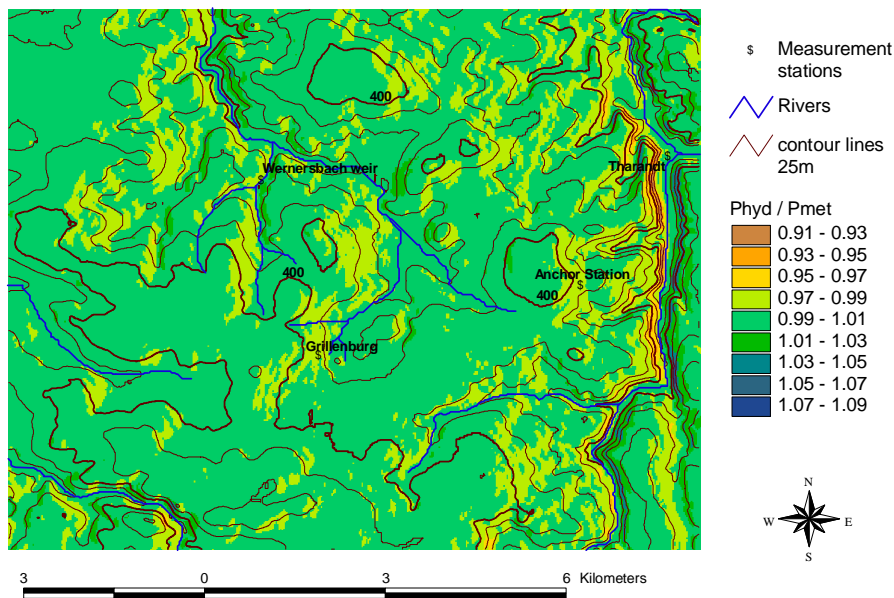 400
Wernersbach weir
Tharandt
400
Anchor Station
400
Grillenburg
$ Measurement
stations
Rivers
contour lines
25m
Phyd / Pmet
0.91 - 0.93
0.93 - 0.95
0.95 - 0.97
0.97 - 0.99
0.99 - 1.01
1.01 - 1.03
1.03 - 1.05
1.05 - 1.07
1.07 - 1.09
N
W E
S
3 0 3 6 Kilometers